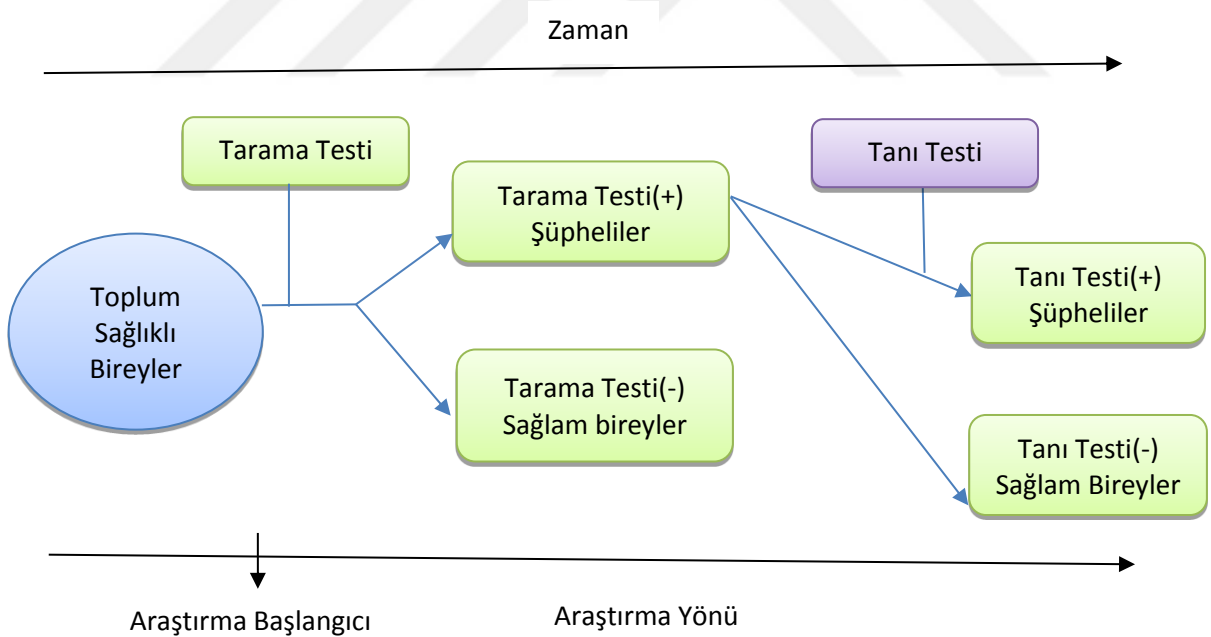 Zaman
Tarama Testi
Tanı Testi
Tarama Testi(+)
Şüpheliler
Toplum
Sağlıklı
Bireyler
Tanı Testi(+)
Şüpheliler
Tarama Testi(-)
Sağlam bireyler
Tanı Testi(-)
Sağlam Bireyler
Araştırma Başlangıcı
Araştırma Yönü